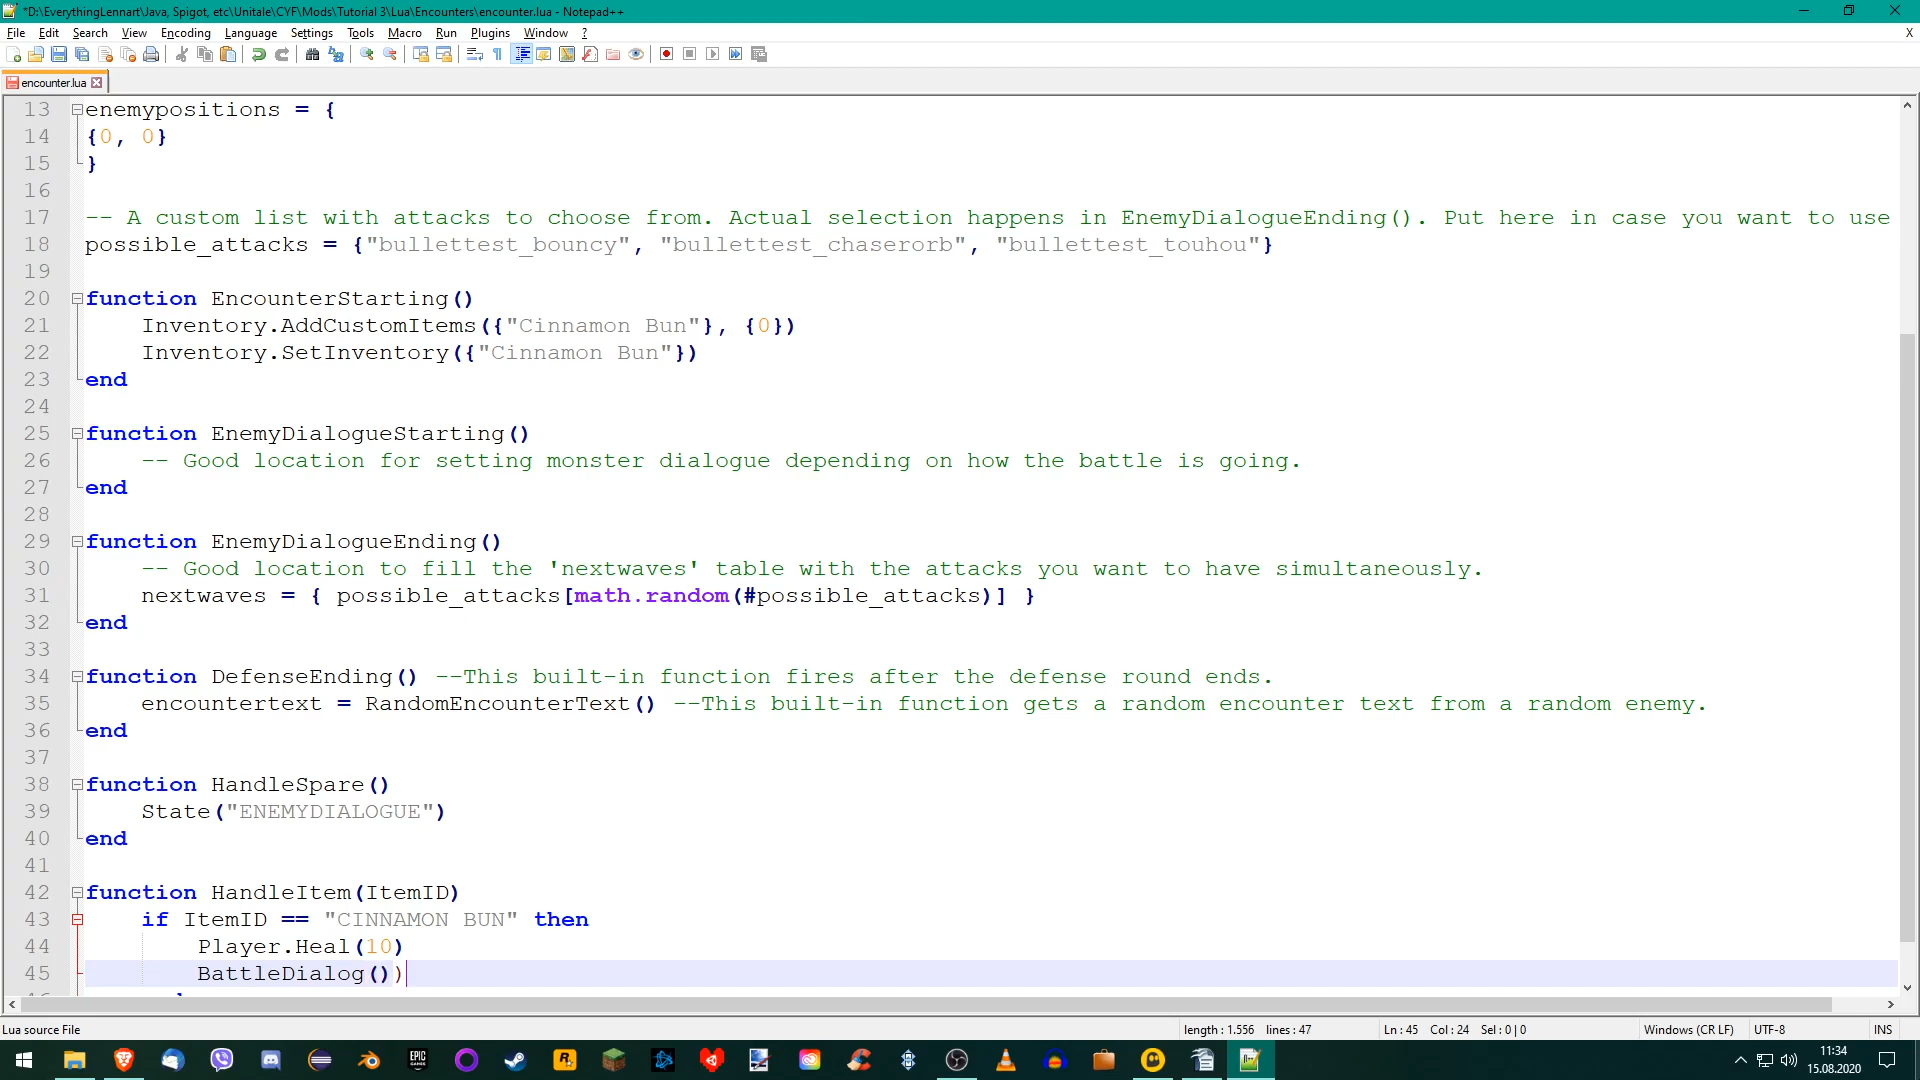 *D:\EverythingLennart\Java, Spigot, etc\Unitale\CYF\Mods\Tutorial 3\Lua\Encounters\encounter.lua - Notepad++
File Edit Search View Encoding Language Settings Tools Macro Run Plugins Window ? X
encounter.lua
13 enemypositions = {
14 {0, 0}
15 }
16
17 -- A custom list with attacks to choose from. Actual selection happens in EnemyDialogueEnding(). Put here in case you want to use
18 possible_attacks = {"bullettest_bouncy", "bullettest_chaserorb", "bullettest_touhou"}
19
20 function EncounterStarting()
21 Inventory.AddCustomItems({"Cinnamon Bun"}, {0})
22 Inventory.SetInventory({"Cinnamon Bun"})
23 end
24
25 function EnemyDialogueStarting()
26 -- Good location for setting monster dialogue depending on how the battle is going.
27 end
28
29 function EnemyDialogueEnding()
30 -- Good location to fill the 'nextwaves' table with the attacks you want to have simultaneously.
31 nextwaves = { possible_attacks[math.random(#possible_attacks)] }
32 end
33
34 function DefenseEnding() --This built-in function fires after the defense round ends.
35 encountertext = RandomEncounterText() --This built-in function gets a random encounter text from a random enemy.
36 end
37
38 function HandleSpare()
39 State("ENEMYDIALOGUE")
40 end
41
42 function HandleItem(ItemID)
43 if ItemID == "CINNAMON BUN" then
44 Player.Heal(10)
45 BattleDialog())
Lua source File length : 1.556 lines : 47 Ln : 45 Col : 24 Sel : 0 | 0 Windows (CR LF) UTF-8 INS
EPIC GAMES
11:34
15.08.2020